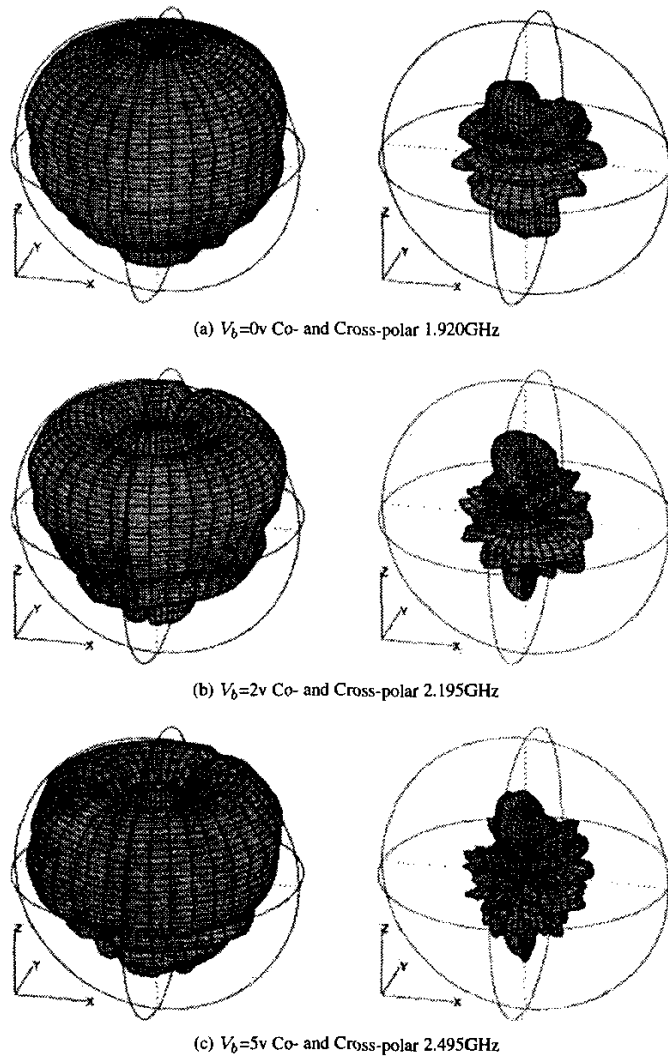 Z
Y
X
Z
Y
X
(a) V_b=0v Co- and Cross-polar 1.920GHz
Z
Y
X
Z
Y
X
(b) V_b=2v Co- and Cross-polar 2.195GHz
Z
Y
X
Z
Y
X
(c) V_b=5v Co- and Cross-polar 2.495GHz